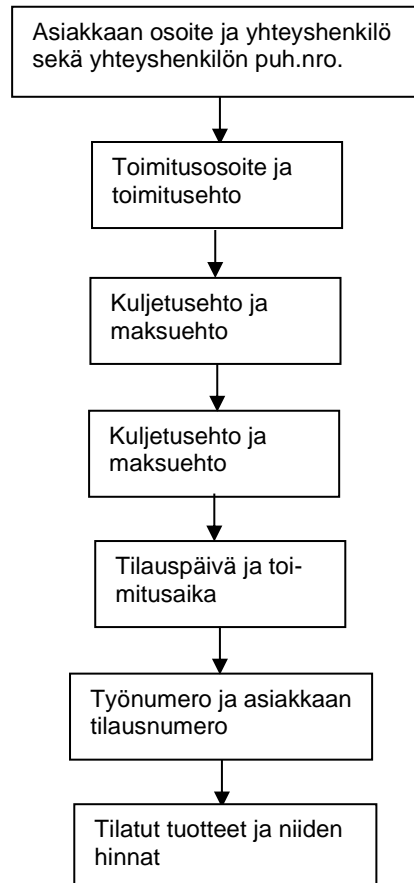 Asiakkaan osoite ja yhteyshenkilö
sekä yhteyshenkilön puh.nro.
Toimitusosoite ja
toimitusehto
Kuljetusehto ja
maksuehto
Kuljetusehto ja
maksuehto
Tilauspäivä ja toi-
mitusaika
Työnumero ja asiakkaan
tilausnumero
Tilatut tuotteet ja niiden
hinnat